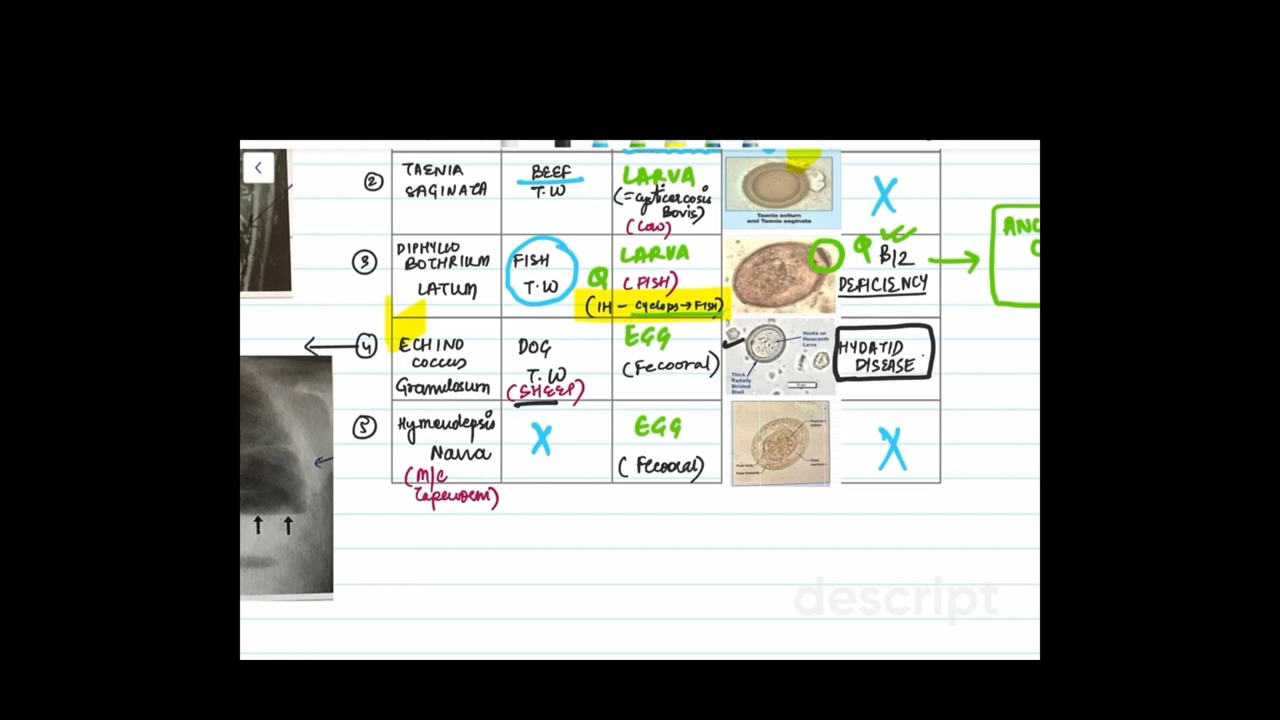 ② TAENIA SAGINATA
BEEF T.W
LARVA
(=cysticercosis
Bovis)
(Cow)
Taenia solium
and Taenia saginata
X
③ DIPHYLLO
BOTHRIUM
LATUM
FISH
T.W
Q
LARVA
(FISH)
(IH - Cyclops → FISH)
Q B12
DEFICIENCY
④ ECHINO
COCCUS
Granulosum
DOG
T.W
(SHEEP)
EGG
(Fecooral)
Hooks on
Hexacanth
Larva
Thick
Radially
Striated
Shell
HYDATID
DISEASE
⑤ Hymenolepsis
Nana
(M/C
Tapeworm)
X
EGG
(Fecooral)
X
descript